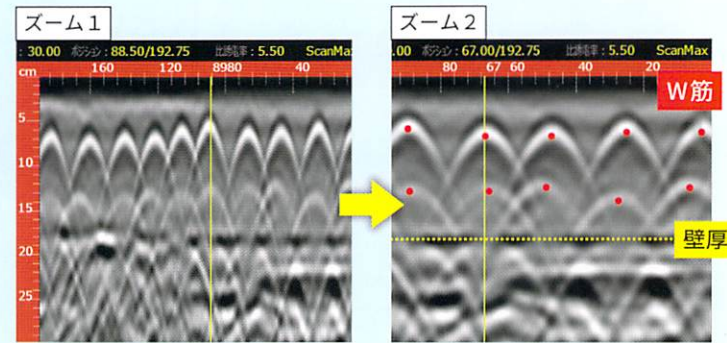 ズーム1
: 30.00 ポジション: 88.50/192.75 比誘電率: 5.50 ScanMax
cm 160 120 8980 40
5
10
15
20
25
ズーム2
.00 ポジション: 67.00/192.75 比誘電率: 5.50 ScanMax
80 67 60 40 20
W筋
壁厚